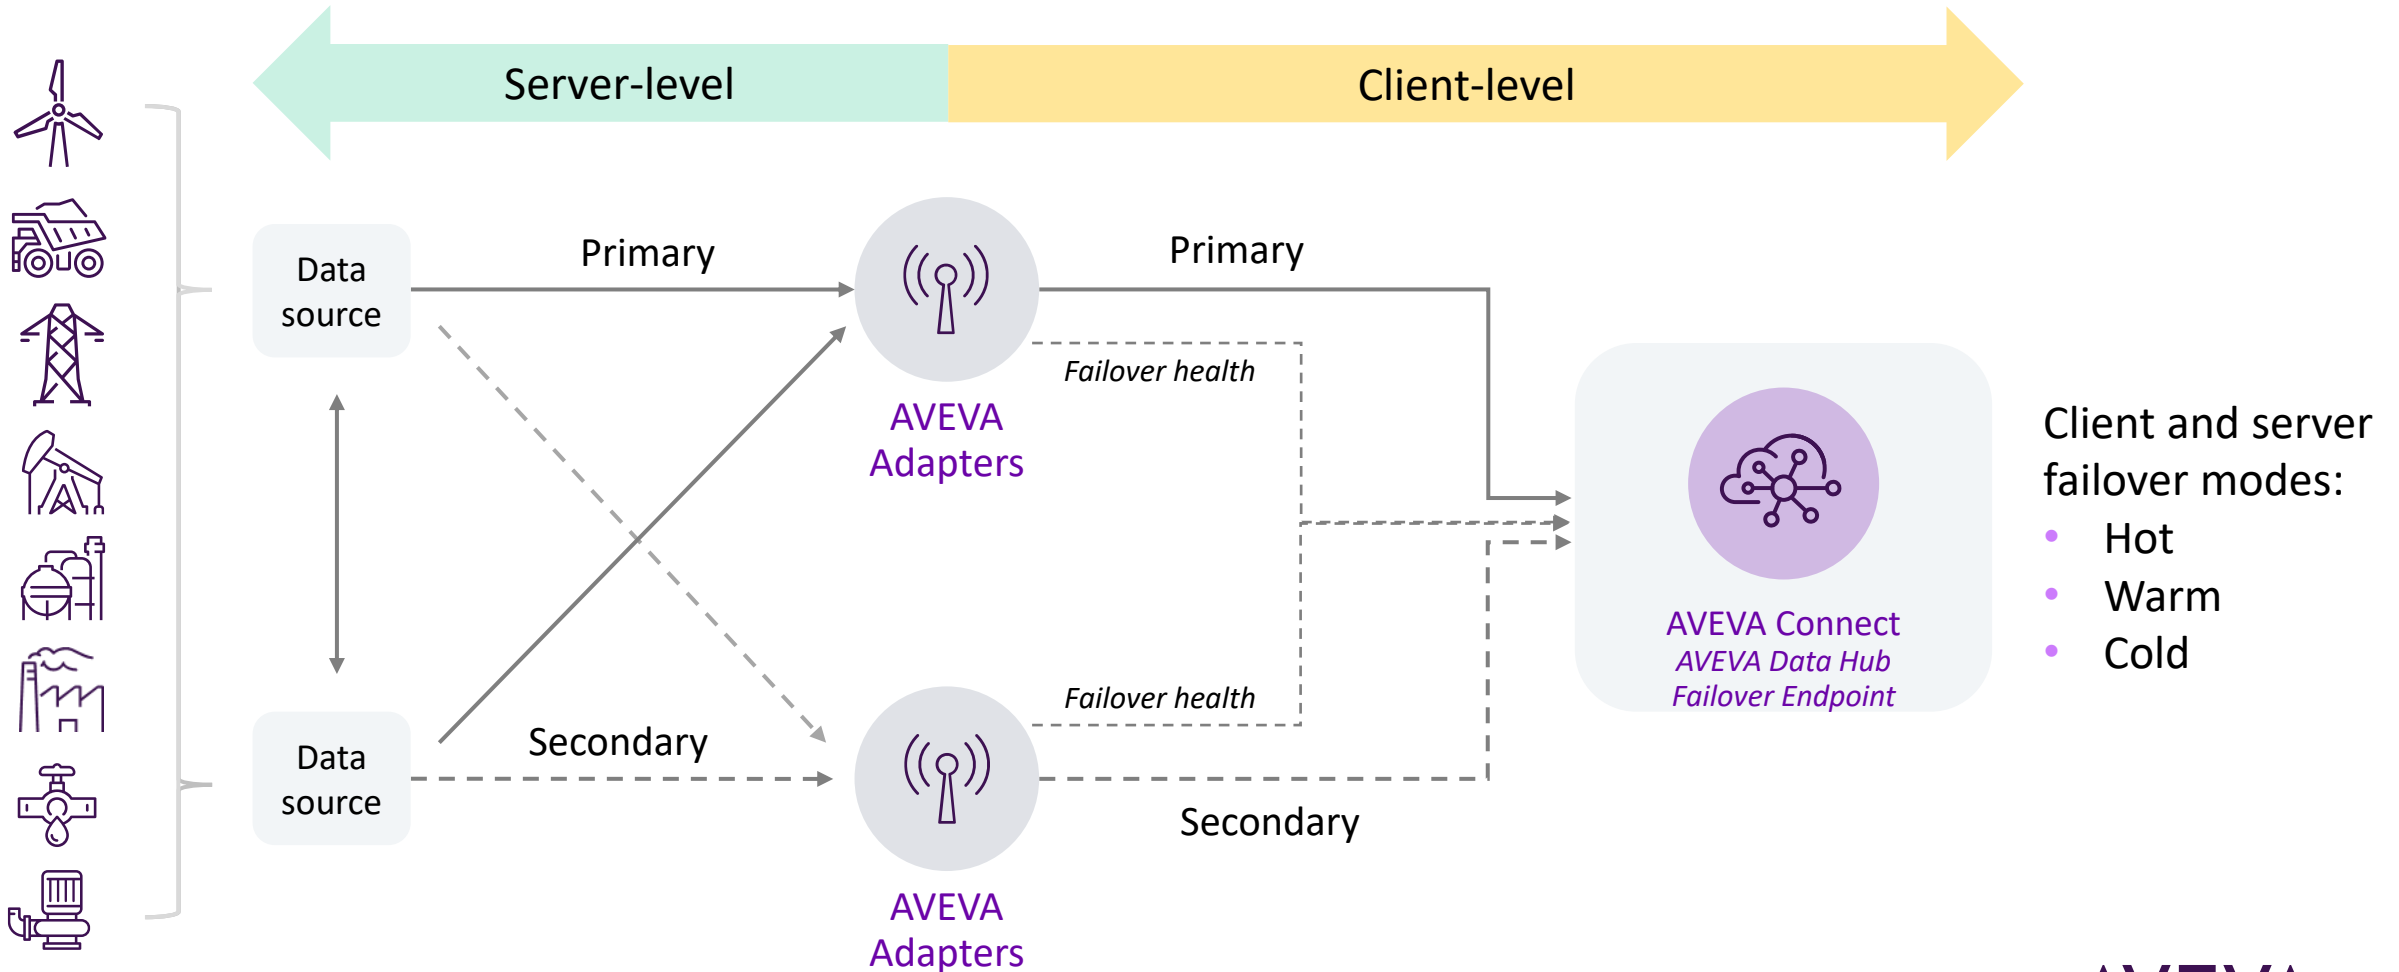 Server-level
Client-level
Data
source
Primary
Primary
Failover health
AVEVA
Adapters
Client and server
failover modes:
• Hot
• Warm
• Cold
AVEVA Connect
AVEVA Data Hub
Failover Endpoint
Data
source
Secondary
Failover health
Secondary
AVEVA
Adapters
AVEVA